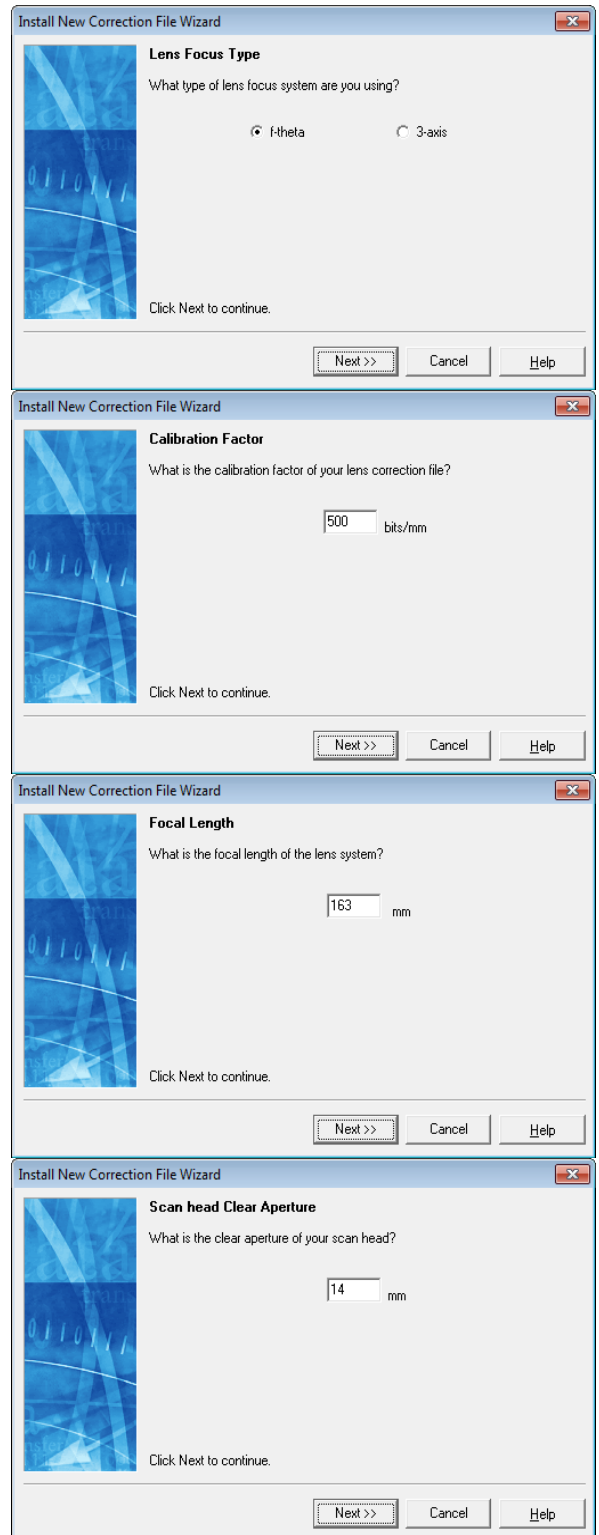 Install New Correction File Wizard
Lens Focus Type
What type of lens focus system are you using?
f-theta 3-axis
Click Next to continue.
Next >> Cancel Help
Install New Correction File Wizard
Calibration Factor
What is the calibration factor of your lens correction file?
500 bits/mm
Click Next to continue.
Next >> Cancel Help
Install New Correction File Wizard
Focal Length
What is the focal length of the lens system?
163 mm
Click Next to continue.
Next >> Cancel Help
Install New Correction File Wizard
Scan head Clear Aperture
What is the clear aperture of your scan head?
14 mm
Click Next to continue.
Next >> Cancel Help